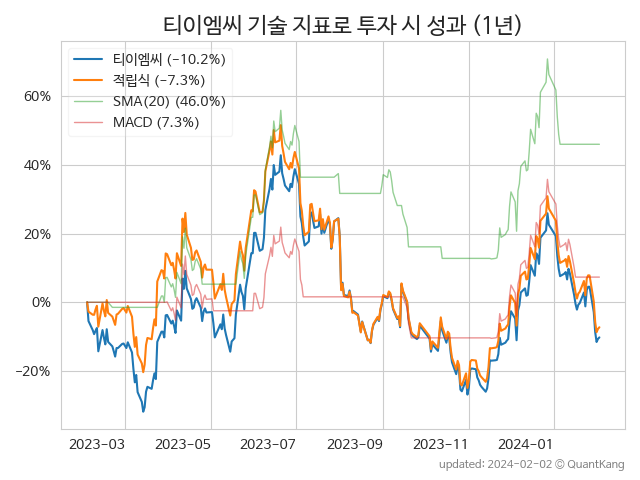 티이엠씨 기술 지표로 투자 시 성과 (1년)
티이엠씨 (−10.2%)
적립식 (−7.3%)
SMA(20) (46.0%)
MACD (7.3%)
60%
40%
20%
0%
−20%
2023−03 2023−05 2023−07 2023−09 2023−11 2024−01
updated: 2024−02−02 © QuantKang